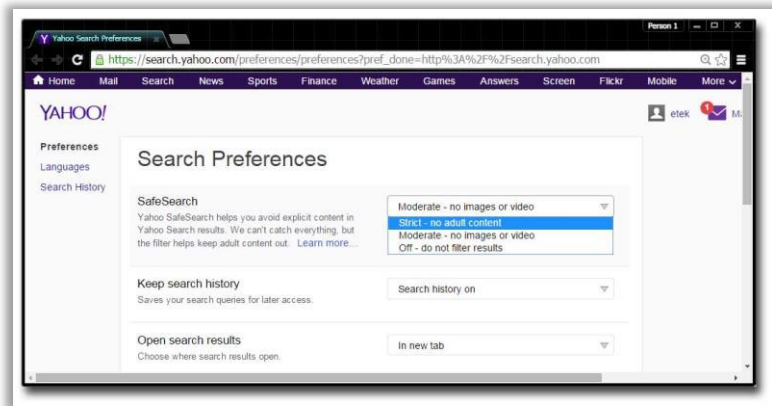 Person 1
Yahoo Search Preferences
https://search.yahoo.com/preferences/preferences?pref_done=http%3A%2F%2Fsearch.yahoo.com
Home Mail Search News Sports Finance Weather Games Answers Screen Flickr Mobile More
YAHOO!
etek 1
Preferences
Languages
Search History
Search Preferences
SafeSearch
Yahoo SafeSearch helps you avoid explicit content in
Yahoo Search results. We can't catch everything, but
the filter helps keep adult content out. Learn more...
Moderate - no images or video
Strict - no adult content
Moderate - no images or video
Off - do not filter results
Keep search history
Saves your search queries for later access.
Search history on
Open search results
Choose where search results open.
In new tab